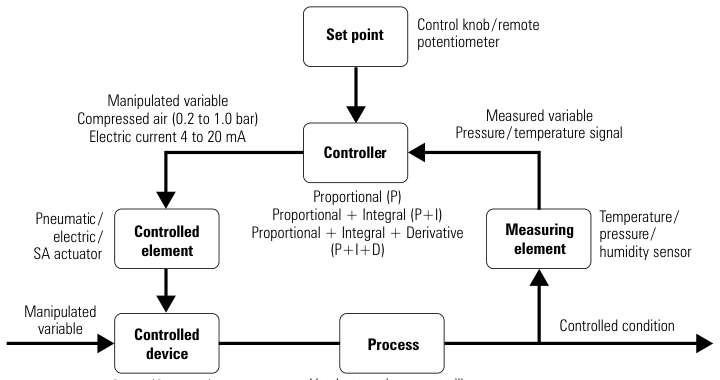 Set point
Control knob/remote
potentiometer
Manipulated variable
Compressed air (0.2 to 1.0 bar)
Electric current 4 to 20 mA
Measured variable
Pressure/temperature signal
Controller
Proportional (P)
Proportional + Integral (P+I)
Proportional + Integral + Derivative
(P+I+D)
Pneumatic/
electric/
SA actuator
Controlled
element
Measuring
element
Temperature/
pressure/
humidity sensor
Manipulated
variable
Controlled
device
Process
Controlled condition